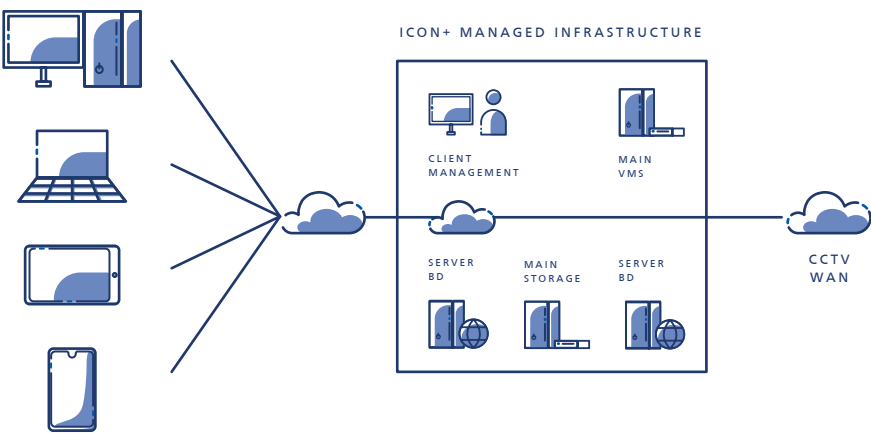 ICON+ MANAGED INFRASTRUCTURE
CLIENT
MANAGEMENT
MAIN
VMS
SERVER
BD
MAIN
STORAGE
SERVER
BD
CCTV
WAN